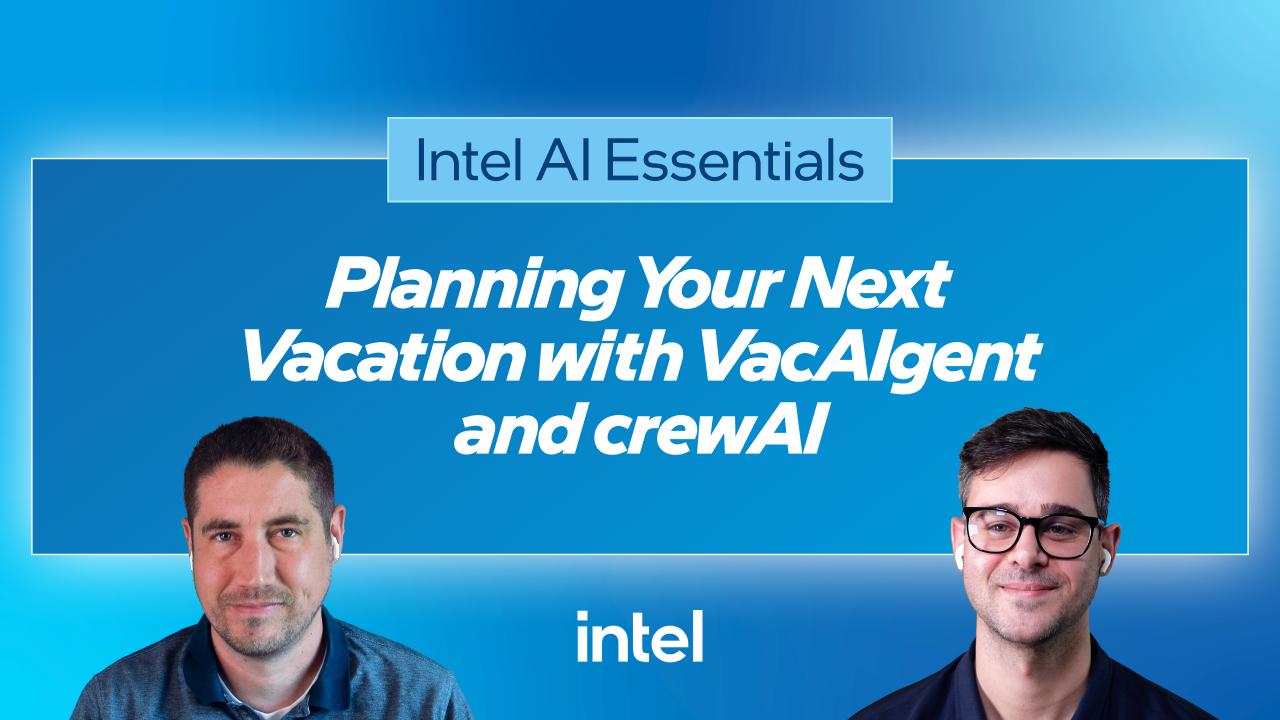 Intel AI Essentials
Planning Your Next
Vacation with VacAIgent
and crewAI
intel